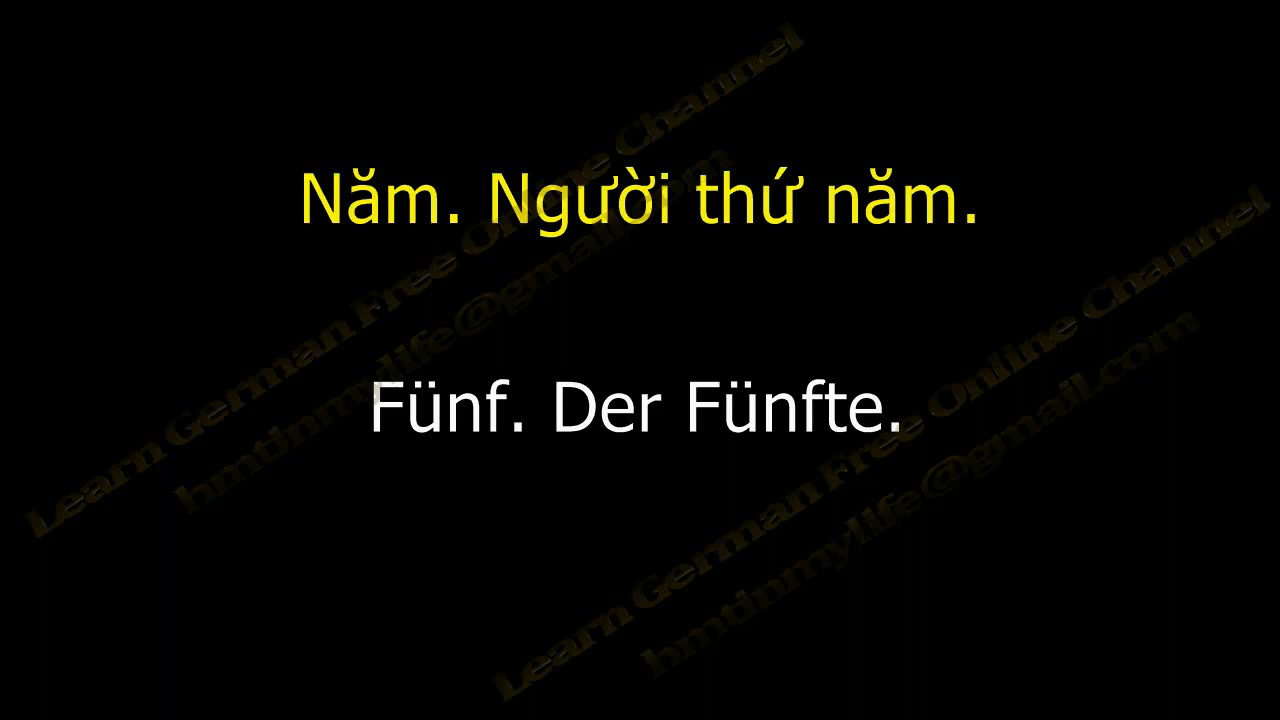 Năm. Người thứ năm.
Fünf. Der Fünfte.
Learn German Free Online Channel
hmtinmylife@gmail.com
Learn German Free Online Channel
hmtinmylife@gmail.com